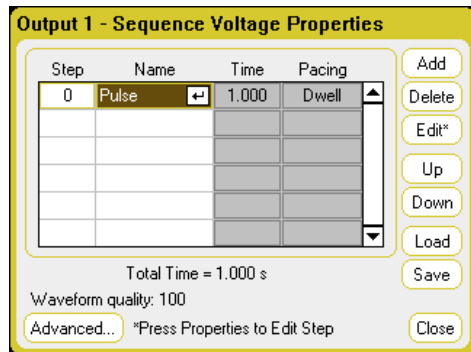 Output 1 - Sequence Voltage Properties
Step Name Time Pacing
0 Pulse 1.000 Dwell
Add
Delete
Edit*
Up
Down
Load
Save
Total Time = 1.000 s
Waveform quality: 100
Advanced... *Press Properties to Edit Step
Close